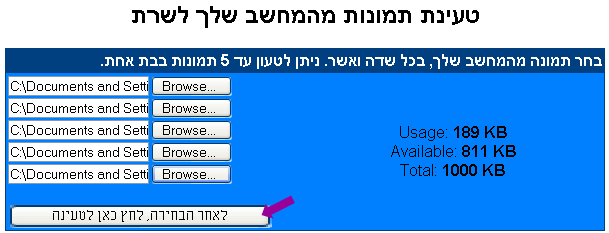 טעינת תמונות מהמחשב שלך לשרת
בחר תמונה מהמחשב שלך, בכל שדה ואשר. ניתן לטעון עד 5 תמונות בבת אחת.
C:\Documents and Setti Browse...
C:\Documents and Setti Browse...
C:\Documents and Setti Browse...
C:\Documents and Setti Browse...
C:\Documents and Setti Browse...
Usage: 189 KB
Available: 811 KB
Total: 1000 KB
לאחר הבחירה, לחץ כאן לטעינה